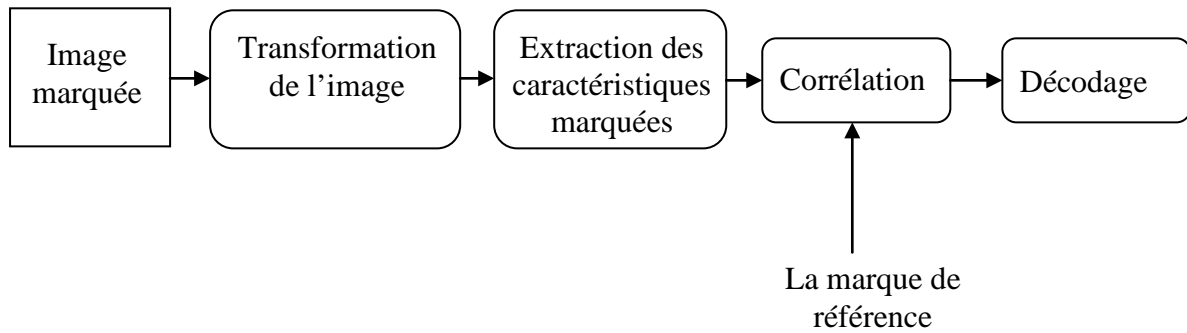 Image
marquée
Transformation
de l’image
Extraction des
caractéristiques
marquées
Corrélation
Décodage
La marque de
référence